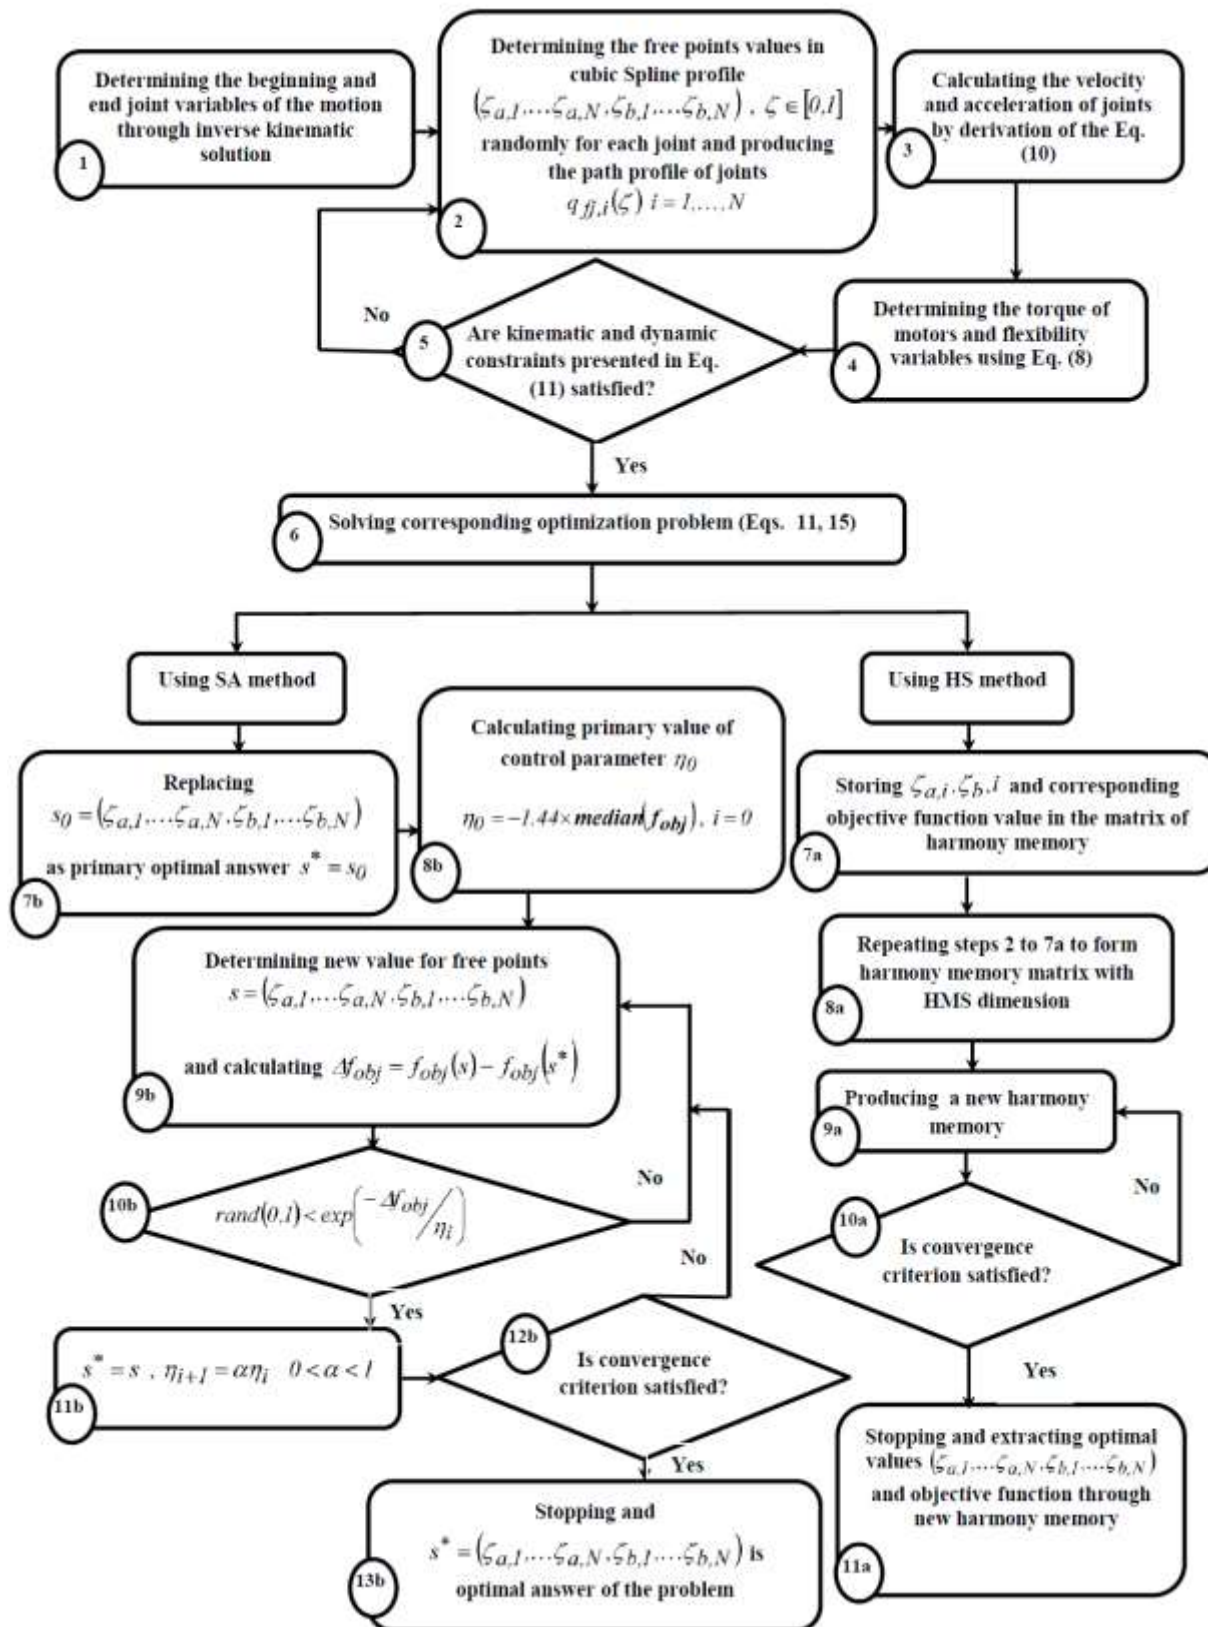 Determining the beginning and
end joint variables of the motion
through inverse kinematic
solution
1
Determining the free points values in
cubic Spline profile
(ζa,1....ζa,N,ζb,1....ζb,N) , ζ∈[0,1]
randomly for each joint and producing
the path profile of joints
q fj,i(ζ) i = 1,...,N
2
Calculating the velocity
and acceleration of joints
by derivation of the Eq.
(10)
3
Determining the torque of
motors and flexibility
variables using Eq. (8)
4
No
5
Are kinematic and dynamic
constraints presented in Eq.
(11) satisfied?
Yes
Solving corresponding optimization problem (Eqs. 11, 15)
6
Using SA method
Replacing
s0 = (ζa,1....ζa,N,ζb,1....ζb,N)
as primary optimal answer s* = s0
7b
Calculating primary value of
control parameter η0
η0 = −1.44×median(fobj), i = 0
8b
Determining new value for free points
s = (ζa,1....ζa,N,ζb,1....ζb,N)
and calculating Δfobj = fobj(s) − fobj(s*)
9b
No
10b
rand(0,1) < exp(−Δfobj/ηi)
Yes
s* = s , ηi+1 = αηi 0 < α < 1
11b
No
12b
Is convergence
criterion satisfied?
Yes
Stopping and
s* = (ζa,1....ζa,N,ζb,1....ζb,N) is
optimal answer of the problem
13b
Using HS method
Storing ζa,i,ζb,i and corresponding
objective function value in the matrix of
harmony memory
7a
Repeating steps 2 to 7a to form
harmony memory matrix with
HMS dimension
8a
Producing a new harmony
memory
9a
No
10a
Is convergence
criterion satisfied?
Yes
Stopping and extracting optimal
values (ζa,1....ζa,N,ζb,1....ζb,N)
and objective function through
new harmony memory
11a